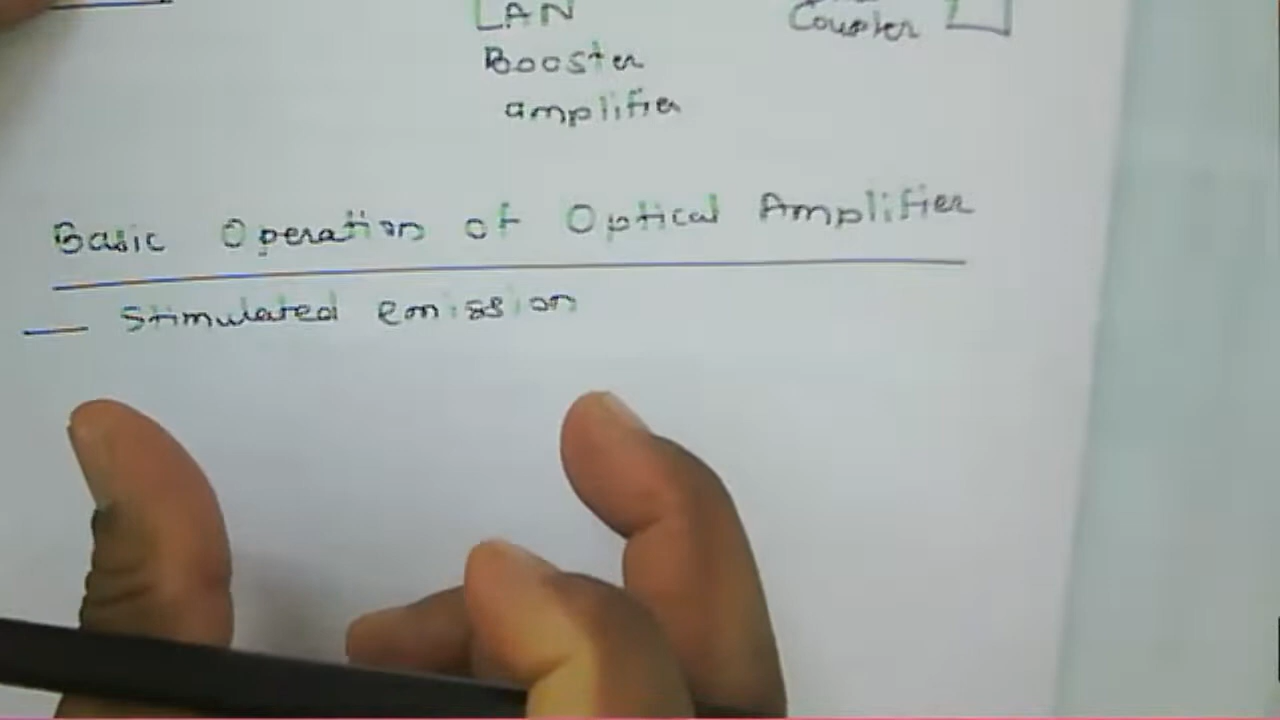 LAN
Booster
amplifier
Coupler
Basic Operation of Optical Amplifier
Stimulated emission